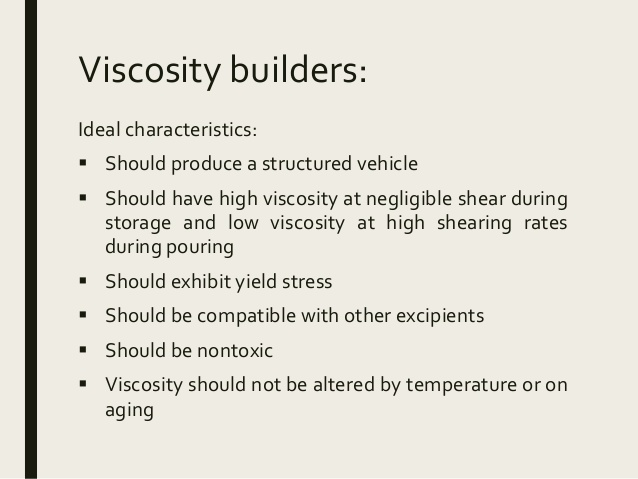 Viscosity builders:
Ideal characteristics:
▪ Should produce a structured vehicle
▪ Should have high viscosity at negligible shear during
storage and low viscosity at high shearing rates
during pouring
▪ Should exhibit yield stress
▪ Should be compatible with other excipients
▪ Should be nontoxic
▪ Viscosity should not be altered by temperature or on
aging